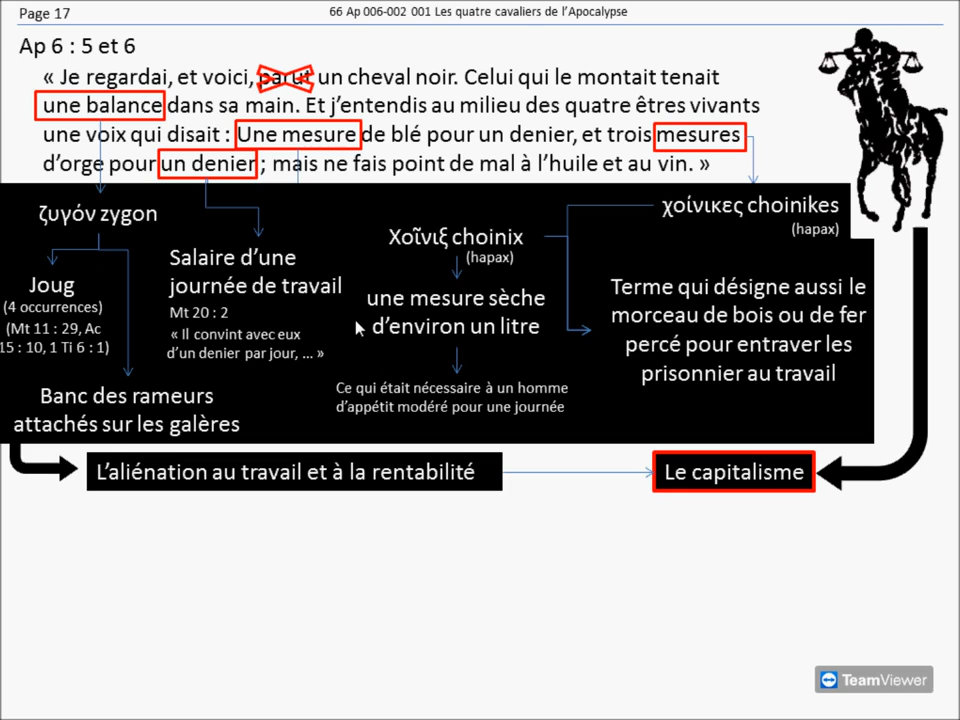 Page 17
66 Ap 006-002 001 Les quatre cavaliers de l'Apocalypse
Ap 6 : 5 et 6
« Je regardai, et voici, parut un cheval noir. Celui qui le montait tenait
une balance dans sa main. Et j'entendis au milieu des quatre êtres vivants
une voix qui disait : Une mesure de blé pour un denier, et trois mesures
d'orge pour un denier ; mais ne fais point de mal à l'huile et au vin. »
ζυγόν zygon
Joug
(4 occurrences)
(Mt 11 : 29, Ac
15 : 10, 1 Ti 6 : 1)
Banc des rameurs
attachés sur les galères
Salaire d'une
journée de travail
Mt 20 : 2
« Il convint avec eux
d'un denier par jour, ... »
Χοῖνιξ choinix
(hapax)
une mesure sèche
d'environ un litre
Ce qui était nécessaire à un homme
d'appétit modéré pour une journée
χοίνικες choinikes
(hapax)
Terme qui désigne aussi le
morceau de bois ou de fer
percé pour entraver les
prisonnier au travail
L'aliénation au travail et à la rentabilité
Le capitalisme
TeamViewer